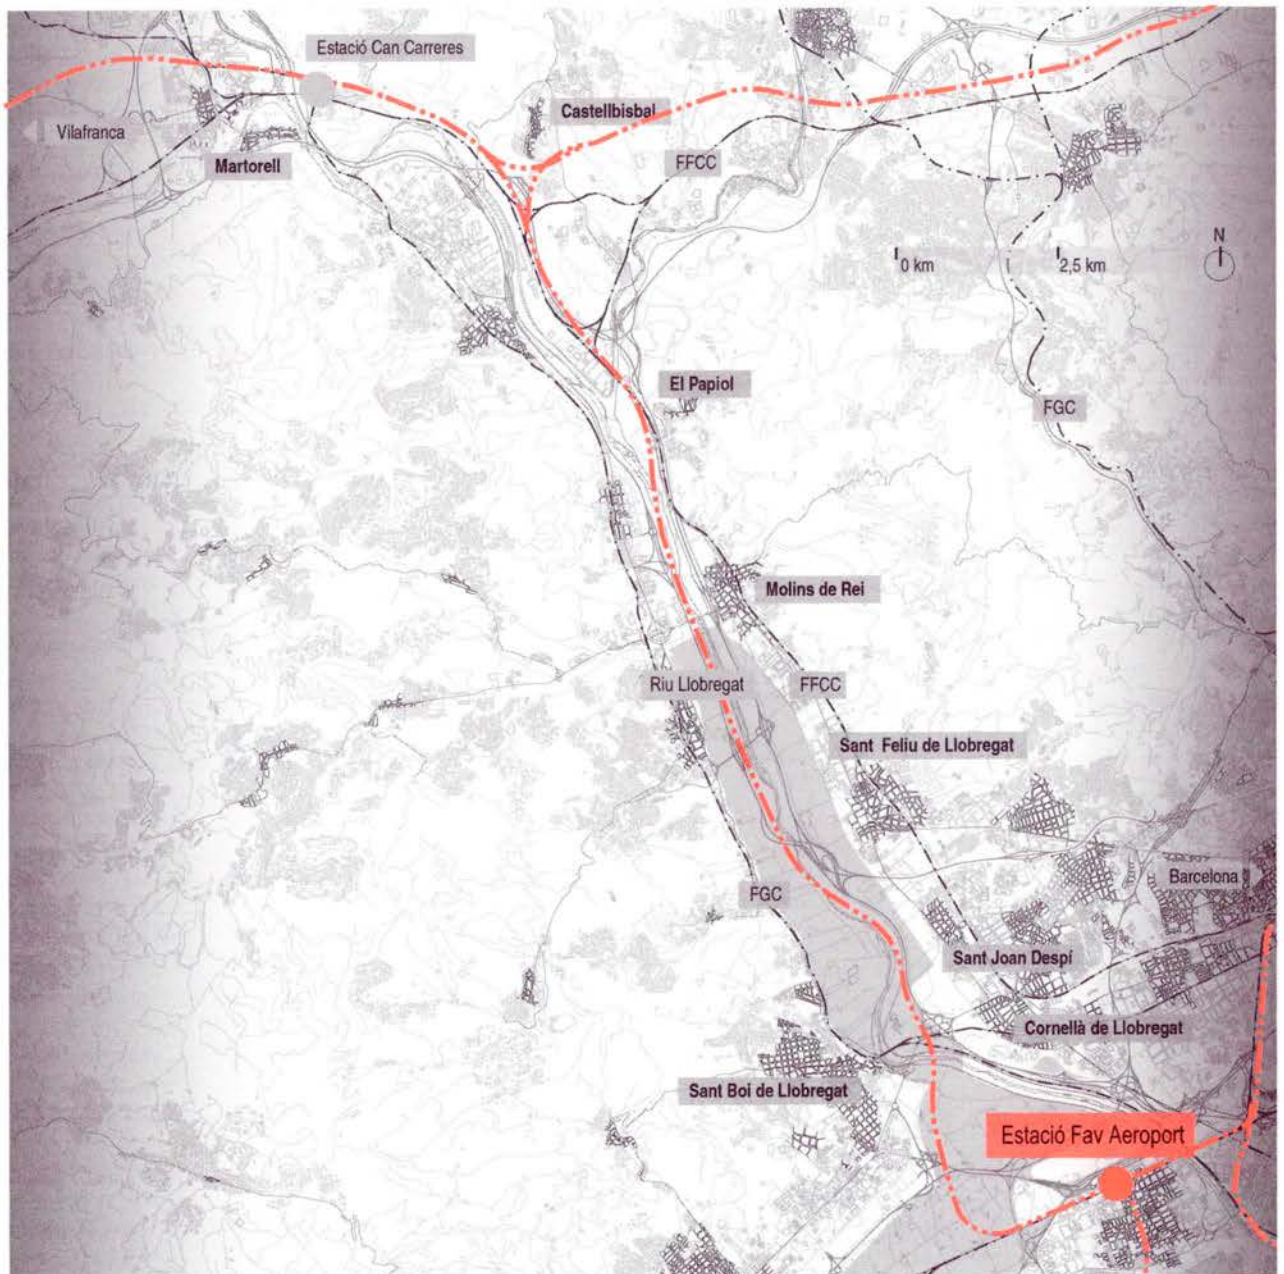 Estació Can Carreres
Castellbisbal
Vilafranca
Martorell
FFCC
N
0 km
2,5 km
El Papiol
FGC
Molins de Rei
Riu Llobregat
FFCC
Sant Feliu de Llobregat
Barcelona
FGC
Sant Joan Despí
Cornellà de Llobregat
Sant Boi de Llobregat
Estació Fav Aeroport